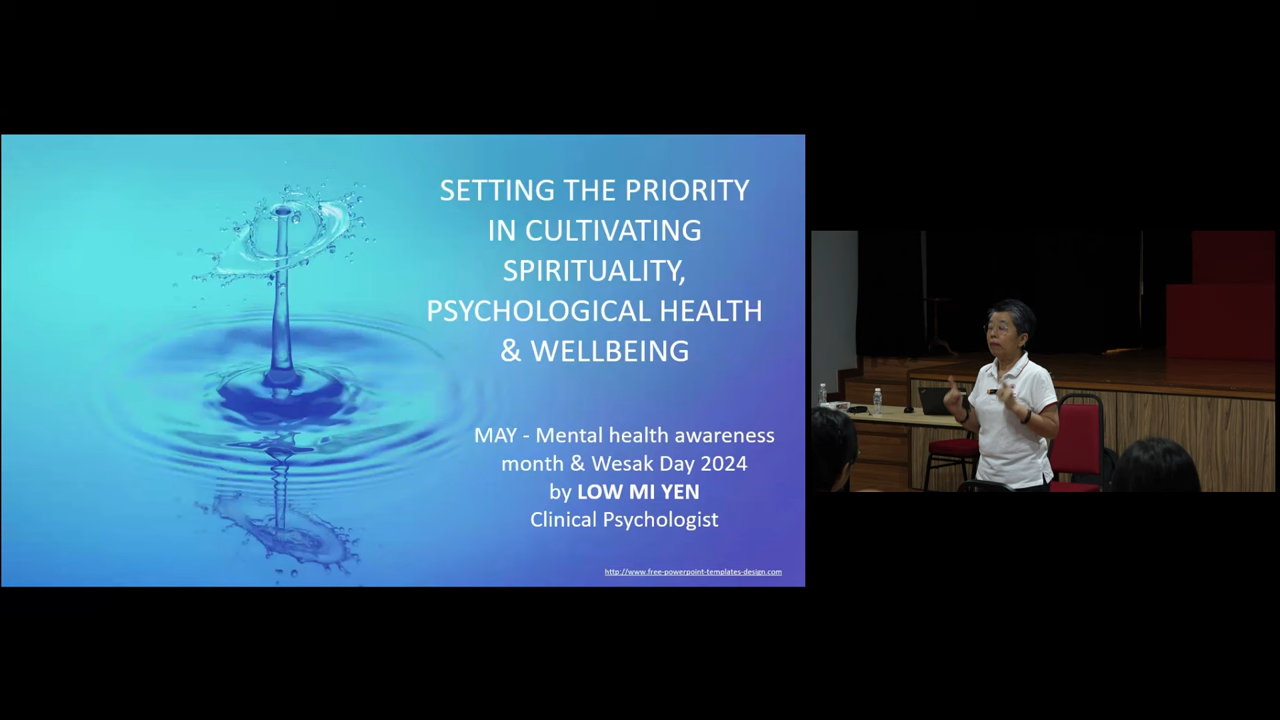 SETTING THE PRIORITY
IN CULTIVATING
SPIRITUALITY,
PSYCHOLOGICAL HEALTH
& WELLBEING
MAY - Mental health awareness
month & Wesak Day 2024
by LOW MI YEN
Clinical Psychologist
http://www.free-powerpoint-templates-design.com